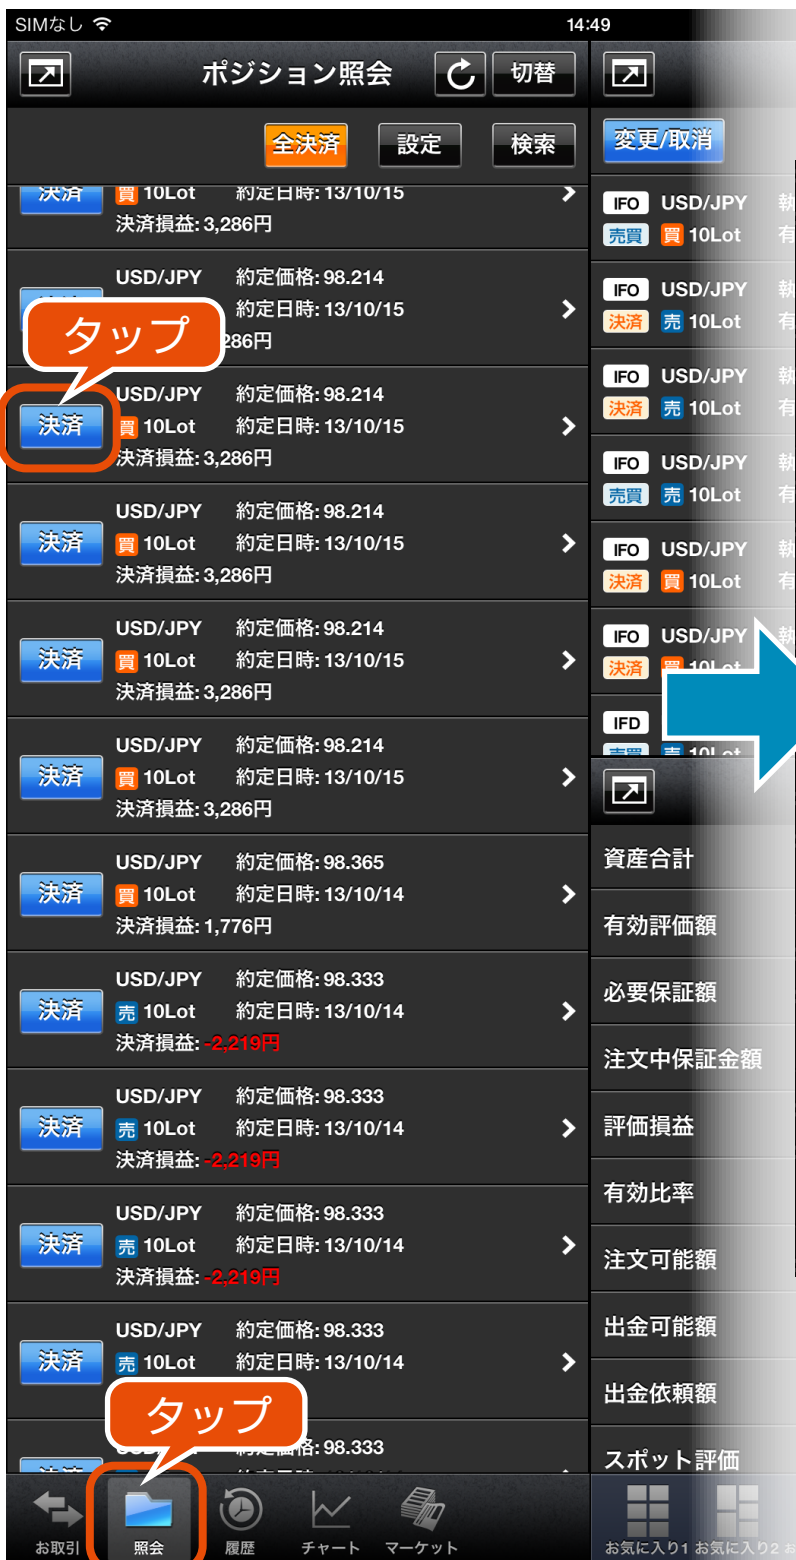 SIMなし
14:49
ポジション照会
切替
全決済
設定
検索
決済 買 10Lot 約定日時: 13/10/15
決済損益: 3,286円
USD/JPY 約定価格: 98.214
約定日時: 13/10/15
286円
タップ
USD/JPY 約定価格: 98.214
決済 買 10Lot 約定日時: 13/10/15
決済損益: 3,286円
USD/JPY 約定価格: 98.214
決済 買 10Lot 約定日時: 13/10/15
決済損益: 3,286円
USD/JPY 約定価格: 98.214
決済 買 10Lot 約定日時: 13/10/15
決済損益: 3,286円
USD/JPY 約定価格: 98.214
決済 買 10Lot 約定日時: 13/10/15
決済損益: 3,286円
USD/JPY 約定価格: 98.365
決済 買 10Lot 約定日時: 13/10/14
決済損益: 1,776円
USD/JPY 約定価格: 98.333
決済 売 10Lot 約定日時: 13/10/14
決済損益: -2,219円
USD/JPY 約定価格: 98.333
決済 売 10Lot 約定日時: 13/10/14
決済損益: -2,219円
USD/JPY 約定価格: 98.333
決済 売 10Lot 約定日時: 13/10/14
決済損益: -2,219円
USD/JPY 約定価格: 98.333
決済 売 10Lot 約定日時: 13/10/14
タップ
98.333
お取引
照会
履歴
チャート
マーケット
変更/取消
IFO USD/JPY 執
売買 買 10Lot 有
IFO USD/JPY 執
決済 売 10Lot 有
IFO USD/JPY 執
決済 売 10Lot 有
IFO USD/JPY 執
売買 売 10Lot 有
IFO USD/JPY 執
決済 買 10Lot 有
IFO USD/JPY 執
決済 買 10Lot
IFD
売買 売 10Lot
資産合計
有効評価額
必要保証額
注文中保証金額
評価損益
有効比率
注文可能額
出金可能額
出金依頼額
スポット評価
お気に入り1
お気に入り2
お